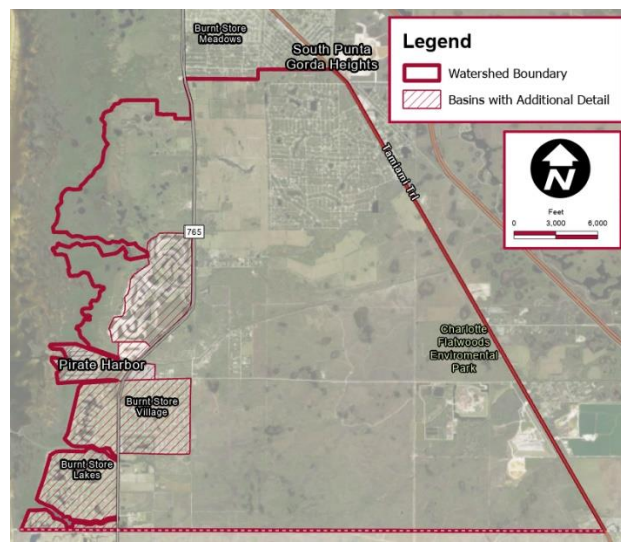 Burnt Store
Meadows
South Punta
Gorda Heights
Legend
Watershed Boundary
Basins with Additional Detail
N
Feet
0 3,000 6,000
Tamiami Trl
765
Charlotte
Flatwoods
Enviromental
Park
Pirate Harbor
Burnt Store
Village
Burnt Store
Lakes